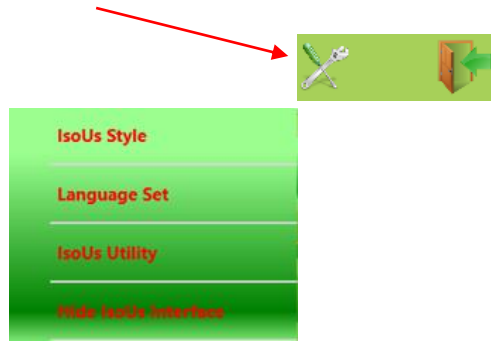 IsoUs Style
Language Set
IsoUs Utility
Hide IsoUs Interface